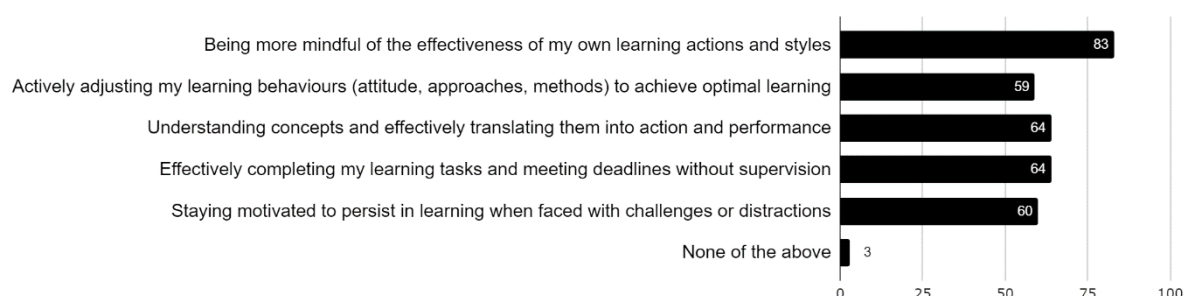 Being more mindful of the effectiveness of my own learning actions and styles 83
Actively adjusting my learning behaviours (attitude, approaches, methods) to achieve optimal learning 59
Understanding concepts and effectively translating them into action and performance 64
Effectively completing my learning tasks and meeting deadlines without supervision 64
Staying motivated to persist in learning when faced with challenges or distractions 60
None of the above 3
0 25 50 75 100